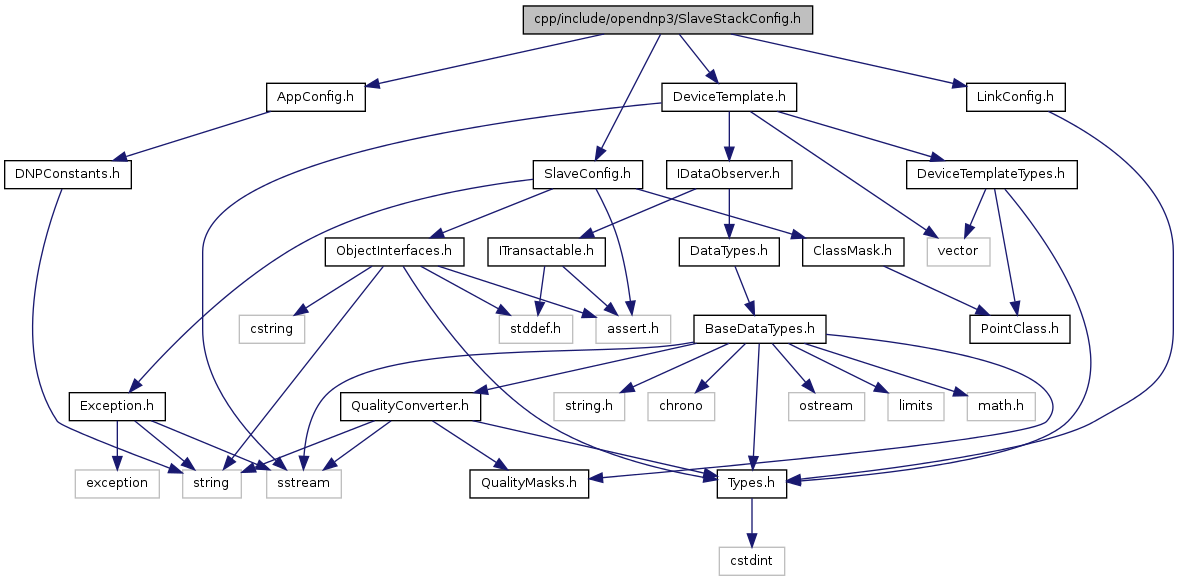 cpp/include/opendnp3/SlaveStackConfig.h
AppConfig.h
DeviceTemplate.h
LinkConfig.h
DNPConstants.h
SlaveConfig.h
IDataObserver.h
DeviceTemplateTypes.h
ObjectInterfaces.h
ITransactable.h
DataTypes.h
ClassMask.h
vector
cstring
stddef.h
assert.h
BaseDataTypes.h
PointClass.h
Exception.h
QualityConverter.h
string.h
chrono
ostream
limits
math.h
exception
string
sstream
QualityMasks.h
Types.h
cstdint